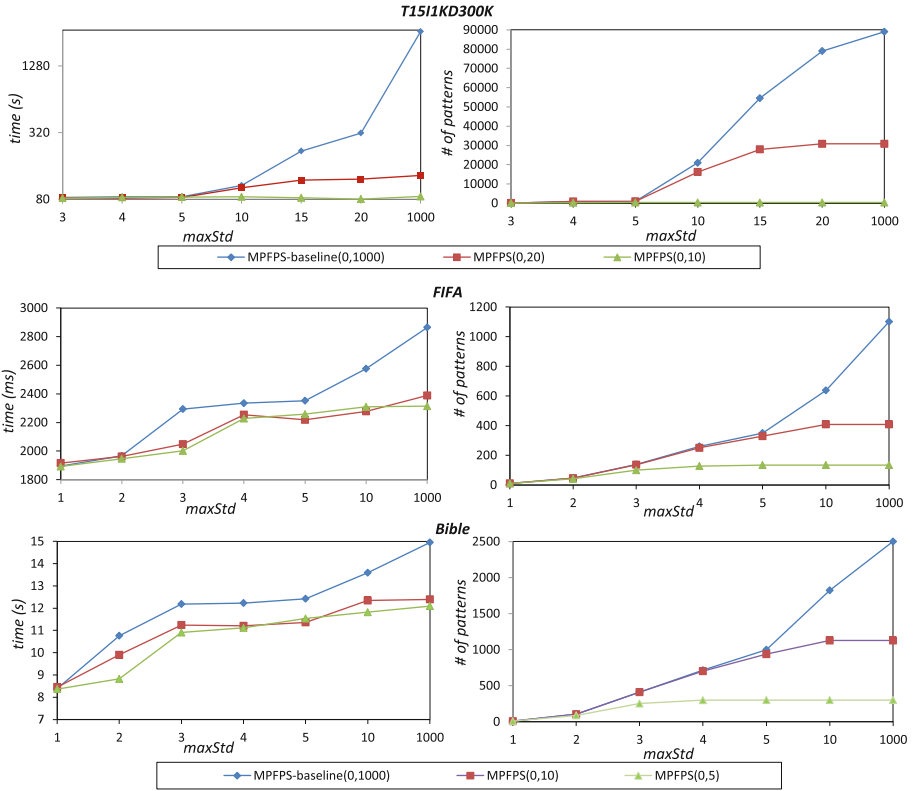 T15I1KD300K
time (s)
1280
320
80
3 4 5 10 15 20 1000
maxStd
# of patterns
90000
80000
70000
60000
50000
40000
30000
20000
10000
0
3 4 5 10 15 20 1000
maxStd
MPFPS-baseline(0,1000) MPFPS(0,20) MPFPS(0,10)
FIFA
time (ms)
3000
2800
2600
2400
2200
2000
1800
1 2 3 4 5 10 1000
maxStd
# of patterns
1200
1000
800
600
400
200
0
1 2 3 4 5 10 1000
maxStd
Bible
time (s)
15
14
13
12
11
10
9
8
7
1 2 3 4 5 10 1000
maxStd
# of patterns
2500
2000
1500
1000
500
0
1 2 3 4 5 10 1000
maxStd
MPFPS-baseline(0,1000) MPFPS(0,10) MPFPS(0,5)